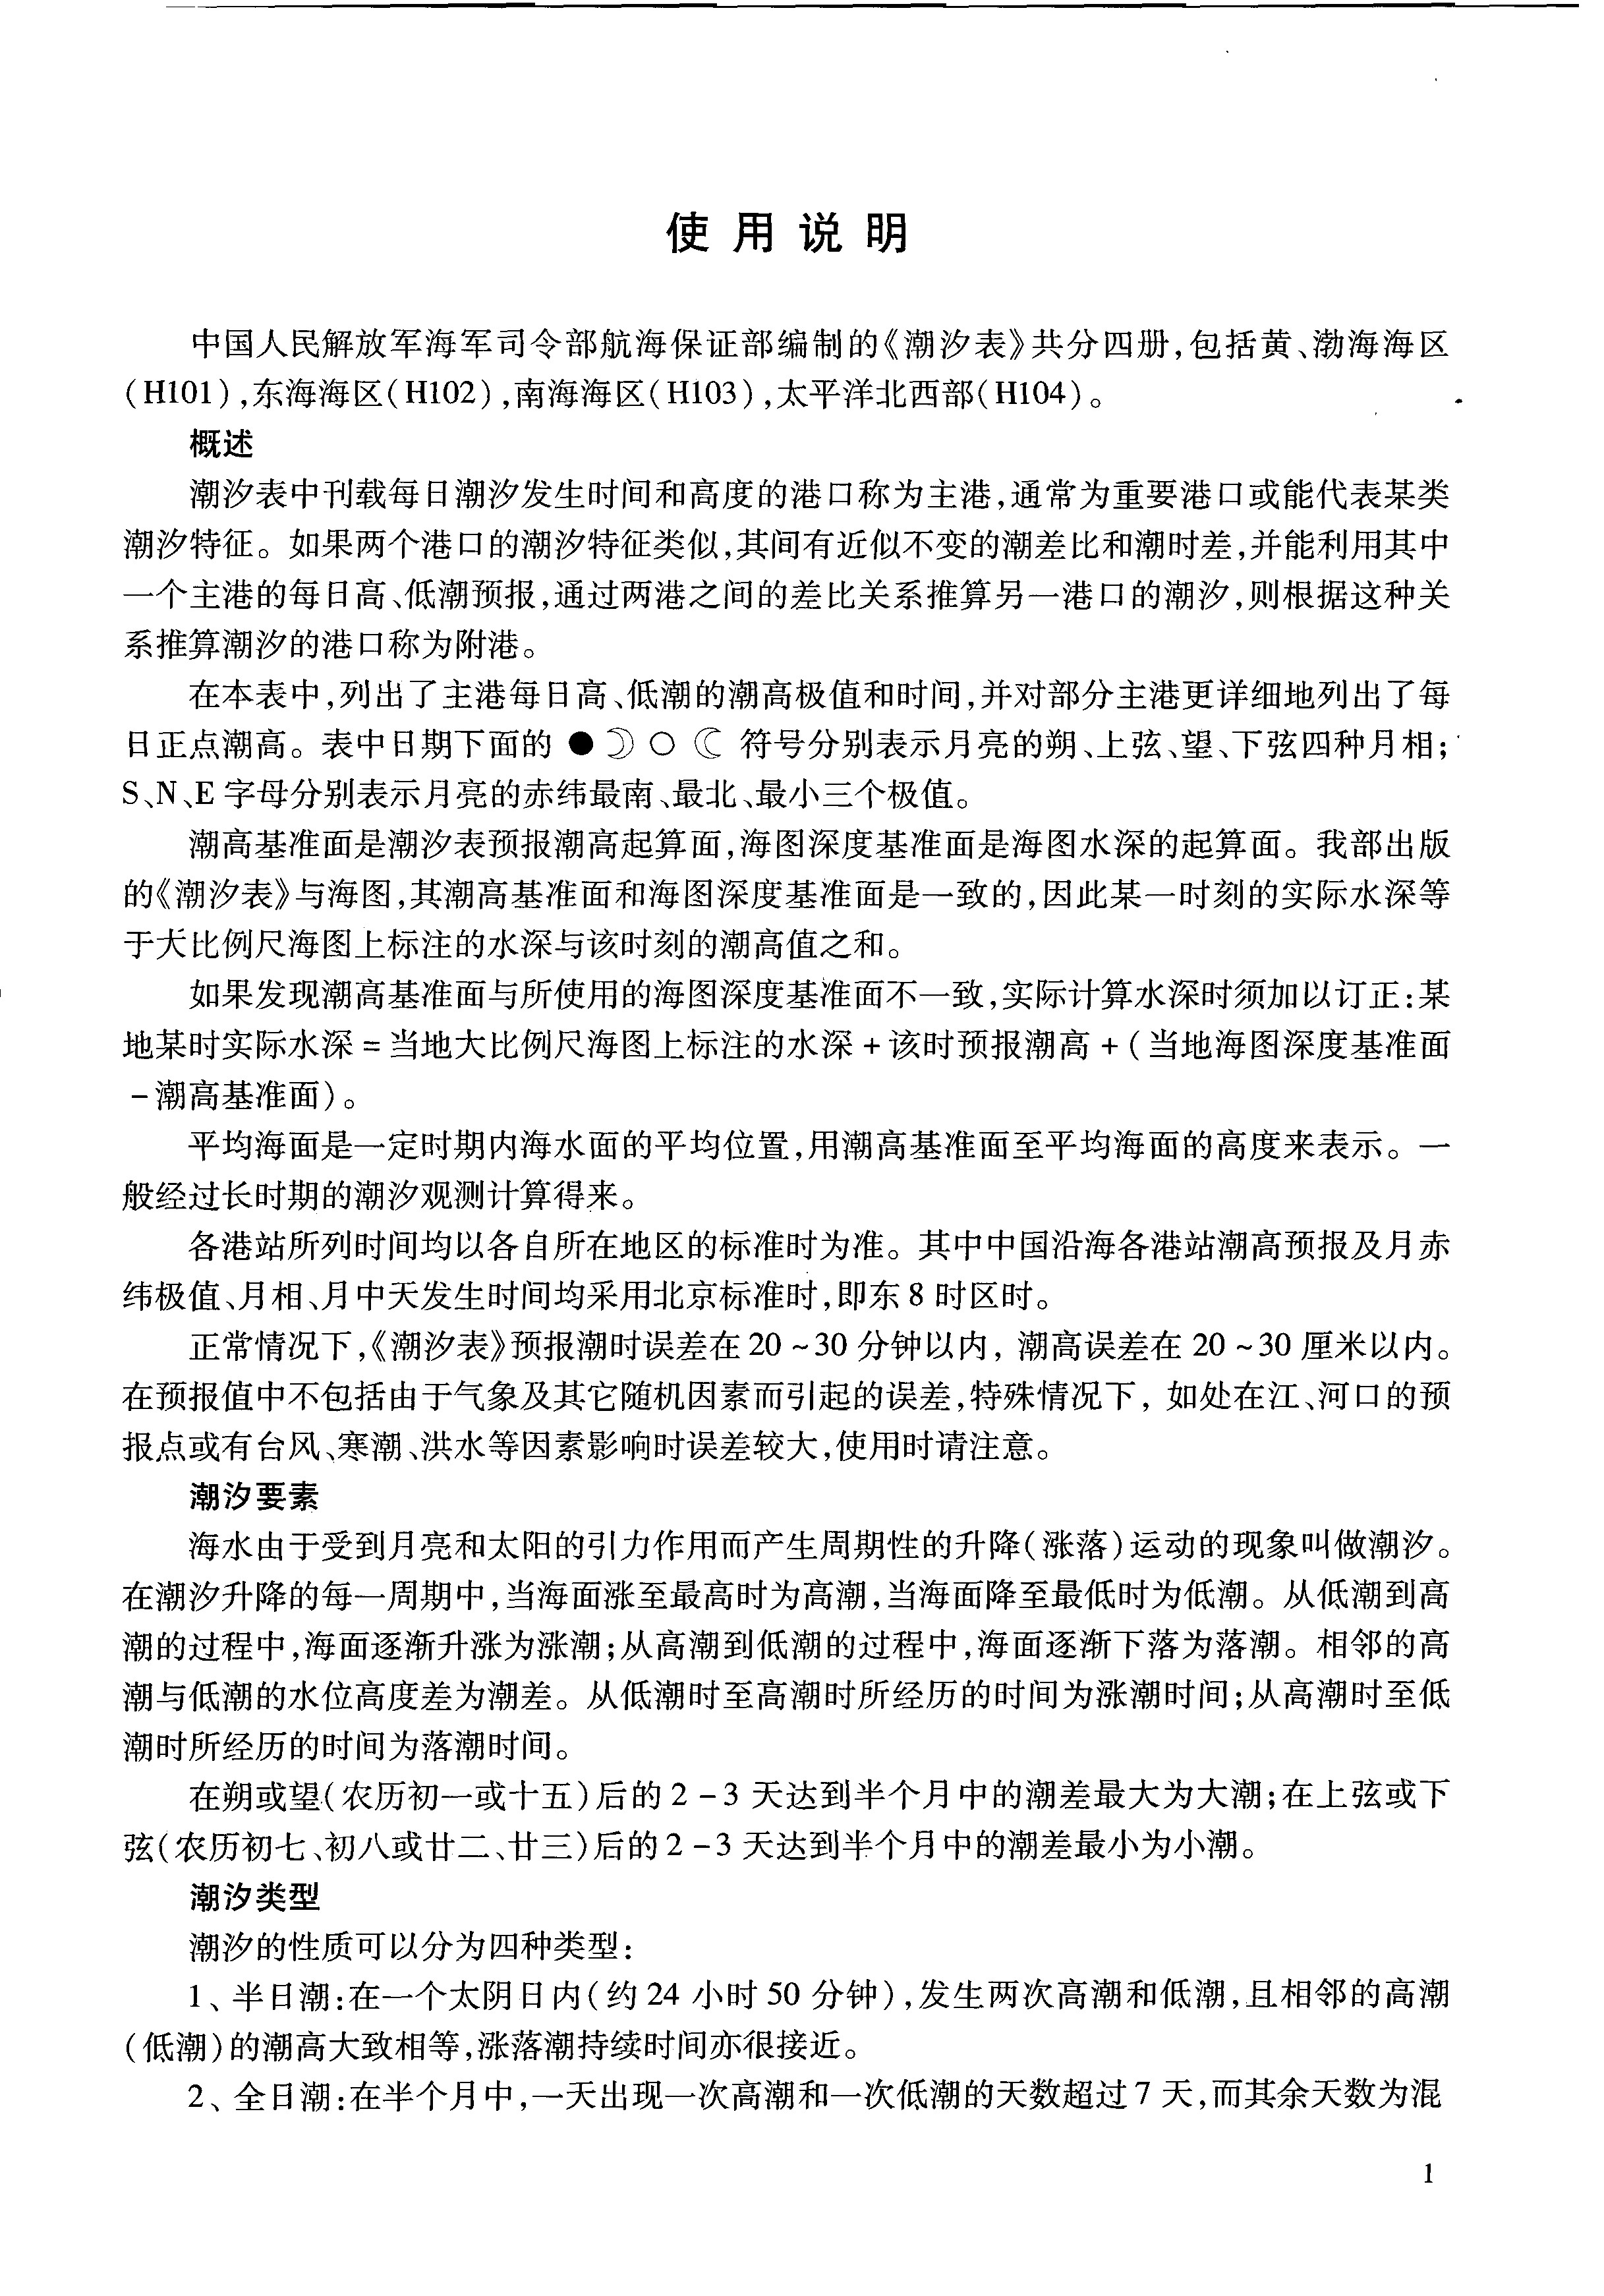 使用说明
中国人民解放军海军司令部航海保证部编制的《潮汐表》共分四册,包括黄、渤海海区
(H101),东海海区(H102),南海海区(H103),太平洋北西部(H104)。
概述
潮汐表中刊载每日潮汐发生时间和高度的港口称为主港,通常为重要港口或能代表某类
潮汐特征。如果两个港口的潮汐特征类似,其间有近似不变的潮差比和潮时差,并能利用其中
一个主港的每日高、低潮预报,通过两港之间的差比关系推算另一港口的潮汐,则根据这种关
系推算潮汐的港口称为附港。
在本表中,列出了主港每日高、低潮的潮高极值和时间,并对部分主港更详细地列出了每
日正点潮高。表中日期下面的 ● ☽ ○ ☾ 符号分别表示月亮的朔、上弦、望、下弦四种月相;
S、N、E 字母分别表示月亮的赤纬最南、最北、最小三个极值。
潮高基准面是潮汐表预报潮高起算面,海图深度基准面是海图水深的起算面。我部出版
的《潮汐表》与海图,其潮高基准面和海图深度基准面是一致的,因此某一时刻的实际水深等
于大比例尺海图上标注的水深与该时刻的潮高值之和。
如果发现潮高基准面与所使用的海图深度基准面不一致,实际计算水深时须加以订正:某
地某时实际水深 = 当地大比例尺海图上标注的水深 + 该时预报潮高 + (当地海图深度基准面
- 潮高基准面)。
平均海面是一定时期内海水面的平均位置,用潮高基准面至平均海面的高度来表示。一
般经过长时期的潮汐观测计算得来。
各港站所列时间均以各自所在地区的标准时为准。其中中国沿海各港站潮高预报及月赤
纬极值、月相、月中天发生时间均采用北京标准时,即东 8 时区时。
正常情况下,《潮汐表》预报潮时误差在 20 ~ 30 分钟以内, 潮高误差在 20 ~ 30 厘米以内。
在预报值中不包括由于气象及其它随机因素而引起的误差,特殊情况下, 如处在江、河口的预
报点或有台风、寒潮、洪水等因素影响时误差较大,使用时请注意。
潮汐要素
海水由于受到月亮和太阳的引力作用而产生周期性的升降(涨落)运动的现象叫做潮汐。
在潮汐升降的每一周期中,当海面涨至最高时为高潮,当海面降至最低时为低潮。从低潮到高
潮的过程中,海面逐渐升涨为涨潮;从高潮到低潮的过程中,海面逐渐下落为落潮。相邻的高
潮与低潮的水位高度差为潮差。从低潮时至高潮时所经历的时间为涨潮时间;从高潮时至低
潮时所经历的时间为落潮时间。
在朔或望(农历初一或十五)后的 2 - 3 天达到半个月中的潮差最大为大潮;在上弦或下
弦(农历初七、初八或廿二、廿三)后的 2 - 3 天达到半个月中的潮差最小为小潮。
潮汐类型
潮汐的性质可以分为四种类型:
1、半日潮:在一个太阴日内(约 24 小时 50 分钟),发生两次高潮和低潮,且相邻的高潮
(低潮)的潮高大致相等,涨落潮持续时间亦很接近。
2、全日潮:在半个月中,一天出现一次高潮和一次低潮的天数超过 7 天,而其余天数为混
1